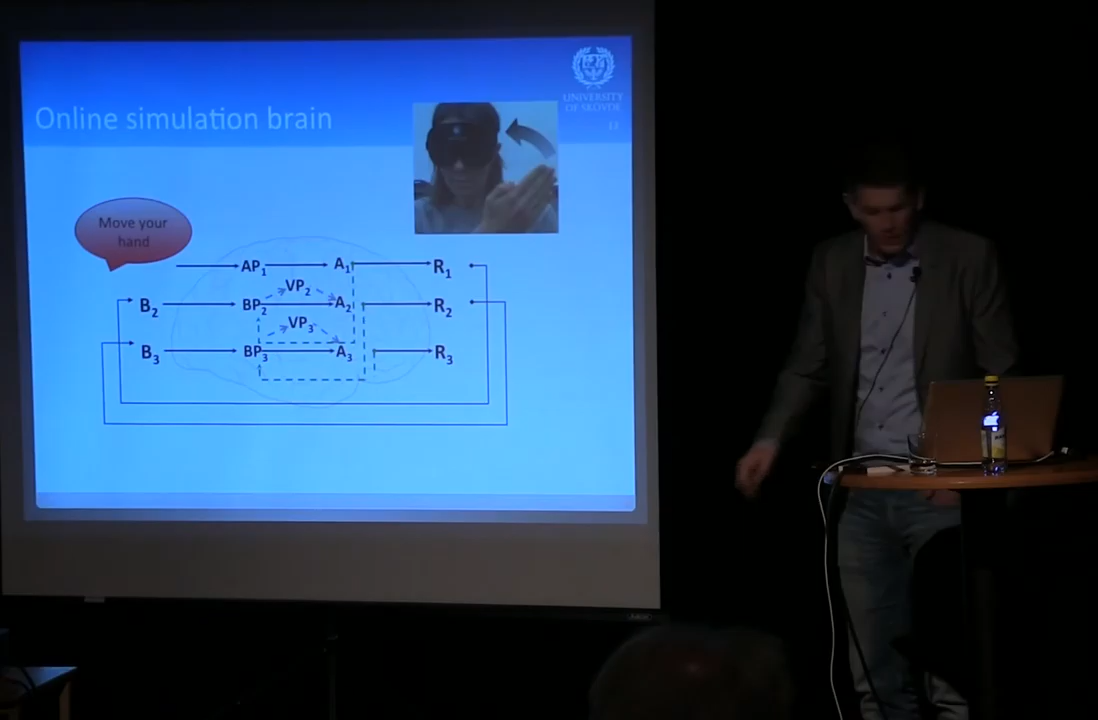 UNIVERSITY
OF SKÖVDE
Online simulation brain
13
Move your
hand
AP1 A1 R1
VP2
B2 BP2 A2 R2
VP3
B3 BP3 A3 R3